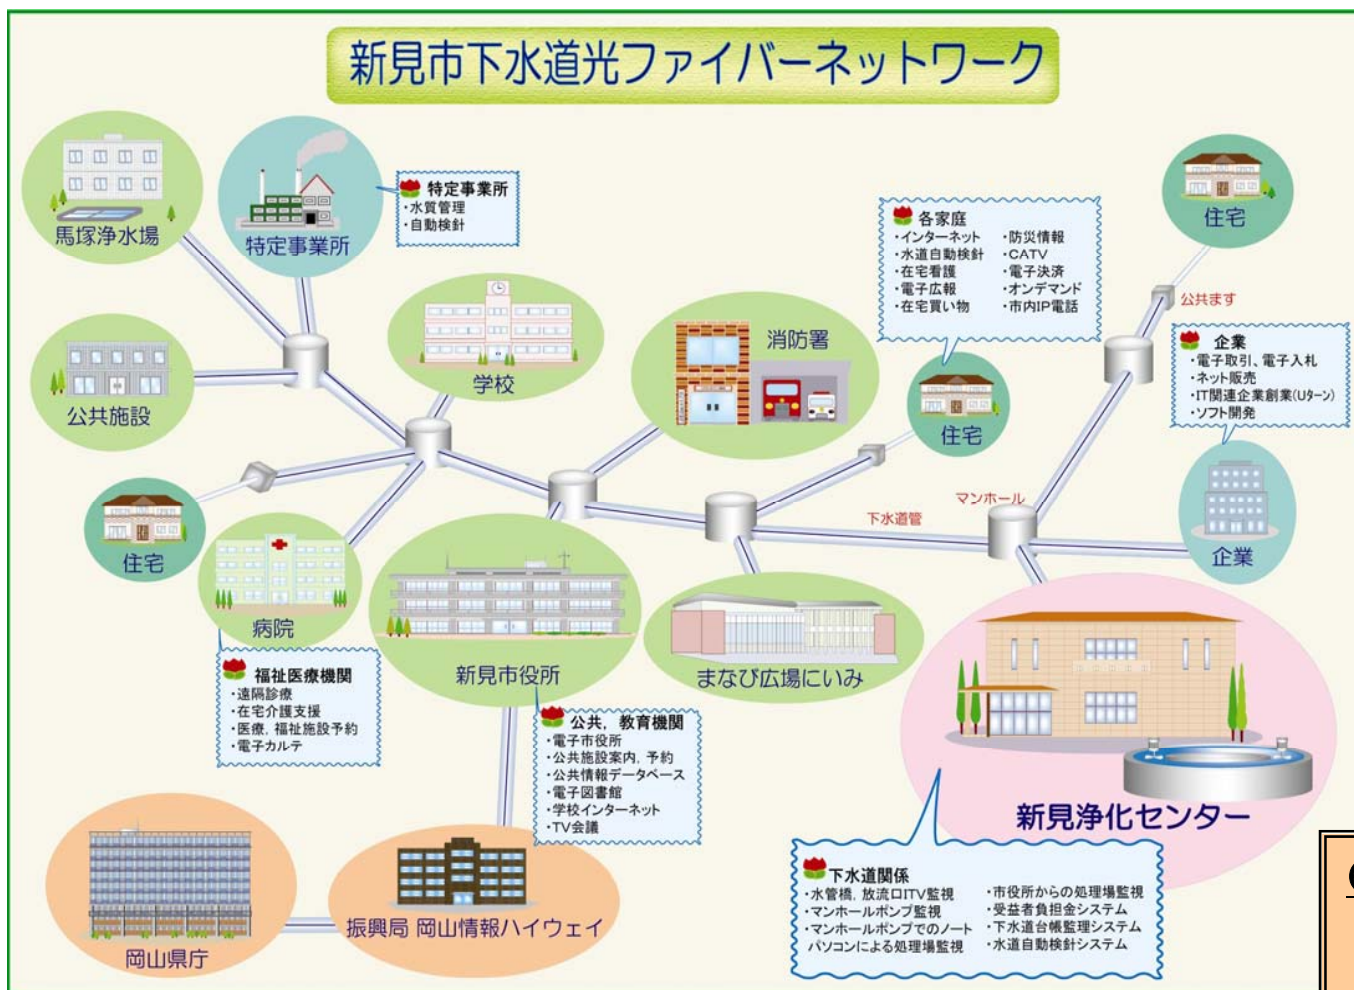 新見市下水道光ファイバーネットワーク
馬塚浄水場
特定事業所
特定事業所
・水質管理
・自動検針
公共施設
学校
消防署
各家庭
・インターネット
・水道自動検針
・在宅看護
・電子広報
・在宅買い物
・防災情報
・CATV
・電子決済
・オンデマンド
・市内IP電話
住宅
公共ます
企業
・電子取引、電子入札
・ネット販売
・IT関連企業創業(Uターン)
・ソフト開発
住宅
マンホール
下水道管
企業
住宅
病院
福祉医療機関
・遠隔診療
・在宅介護支援
・医療, 福祉施設予約
・電子カルテ
新見市役所
公共, 教育機関
・電子市役所
・公共施設案内, 予約
・公共情報データベース
・電子図書館
・学校インターネット
・TV会議
まなび広場にいみ
新見浄化センター
下水道関係
・水管橋, 放流口ITV監視
・マンホールポンプ監視
・マンホールポンプでのノート
パソコンによる処理場監視
・市役所からの処理場監視
・受益者負担金システム
・下水道台帳監理システム
・水道自動検針システム
岡山県庁
振興局 岡山情報ハイウェイ